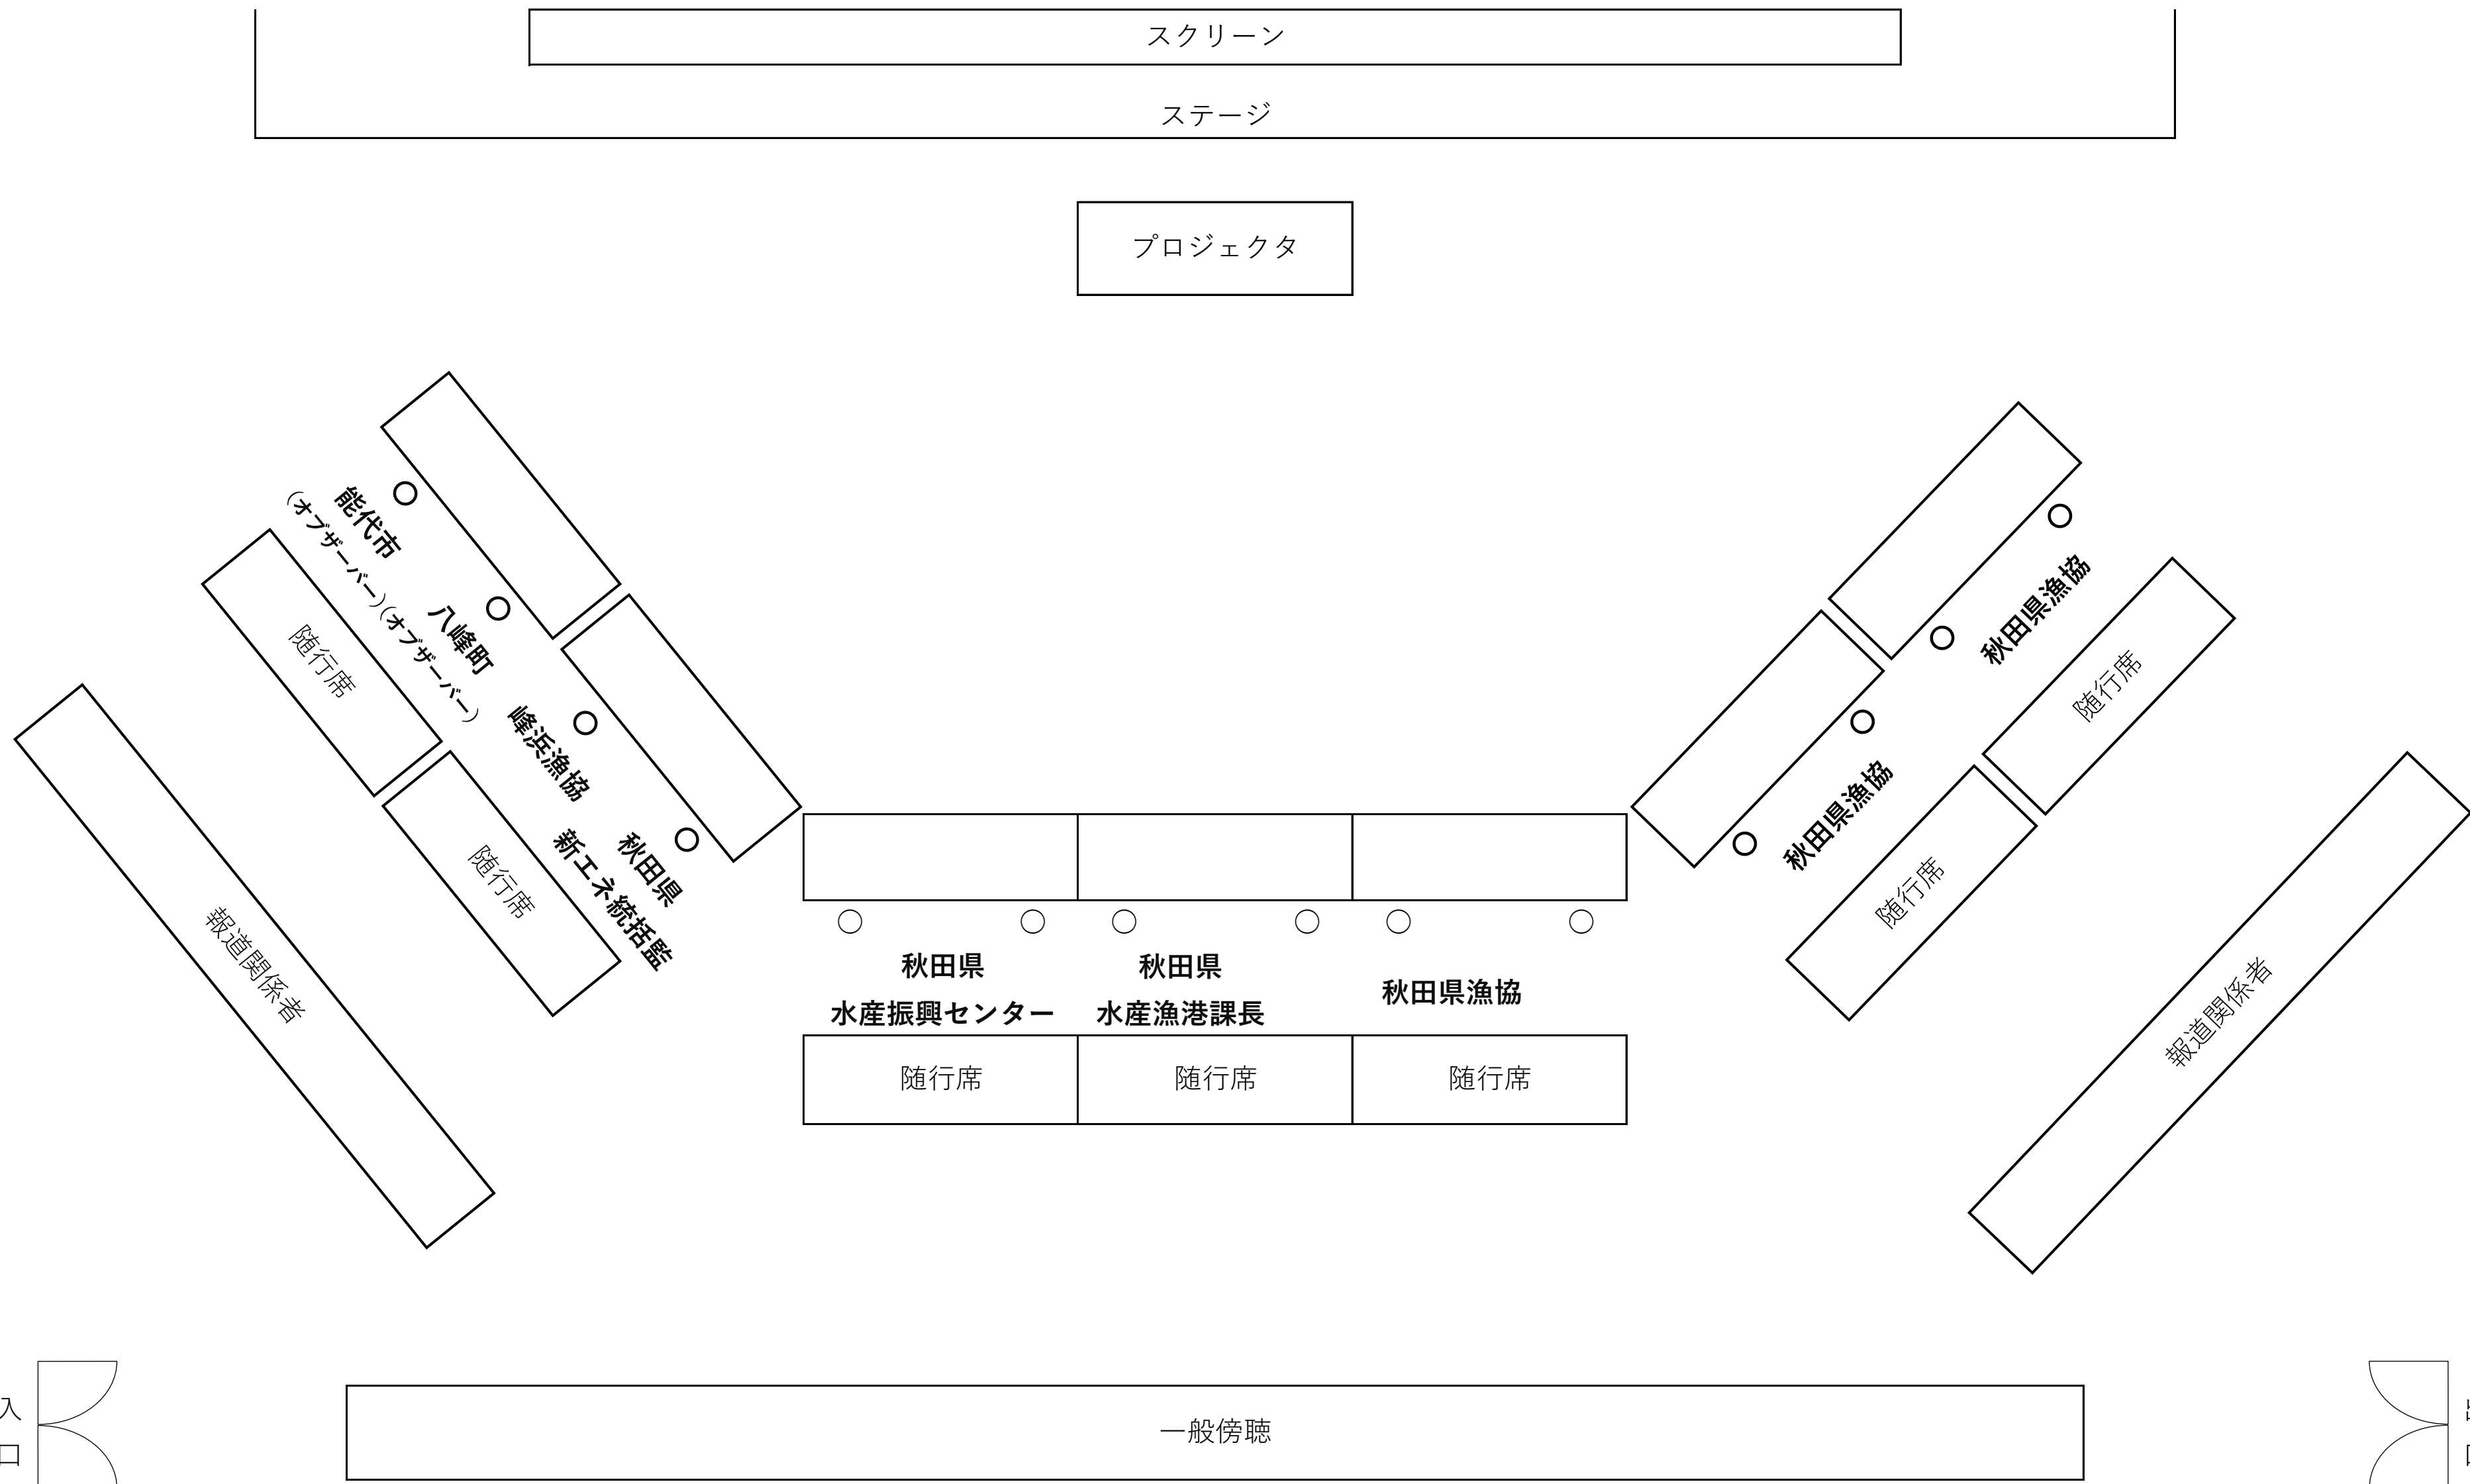 スクリーン
ステージ
プロジェクタ
能代市
（オブザーバー）
八峰町
（オブザーバー）
峰浜漁協
秋田県
新エネ統括監
随行席
随行席
報道関係者
秋田県
水産振興センター
秋田県
水産漁港課長
秋田県漁協
随行席
随行席
随行席
秋田県漁協
秋田県漁協
随行席
随行席
報道関係者
入口
一般傍聴